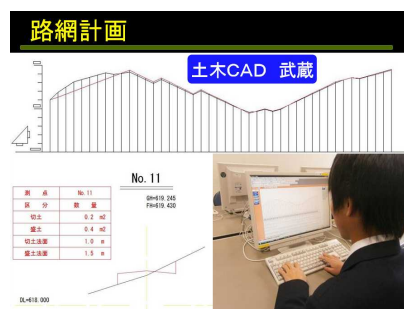 路網計画
土木CAD 武蔵
No. 11
GH=619.245
FH=619.430
測 点 No.11
区 分 数 量
切土 0.2 m2
盛土 0.4 m2
切土法面 1.0 m
盛土法面 1.5 m
DL=618.000